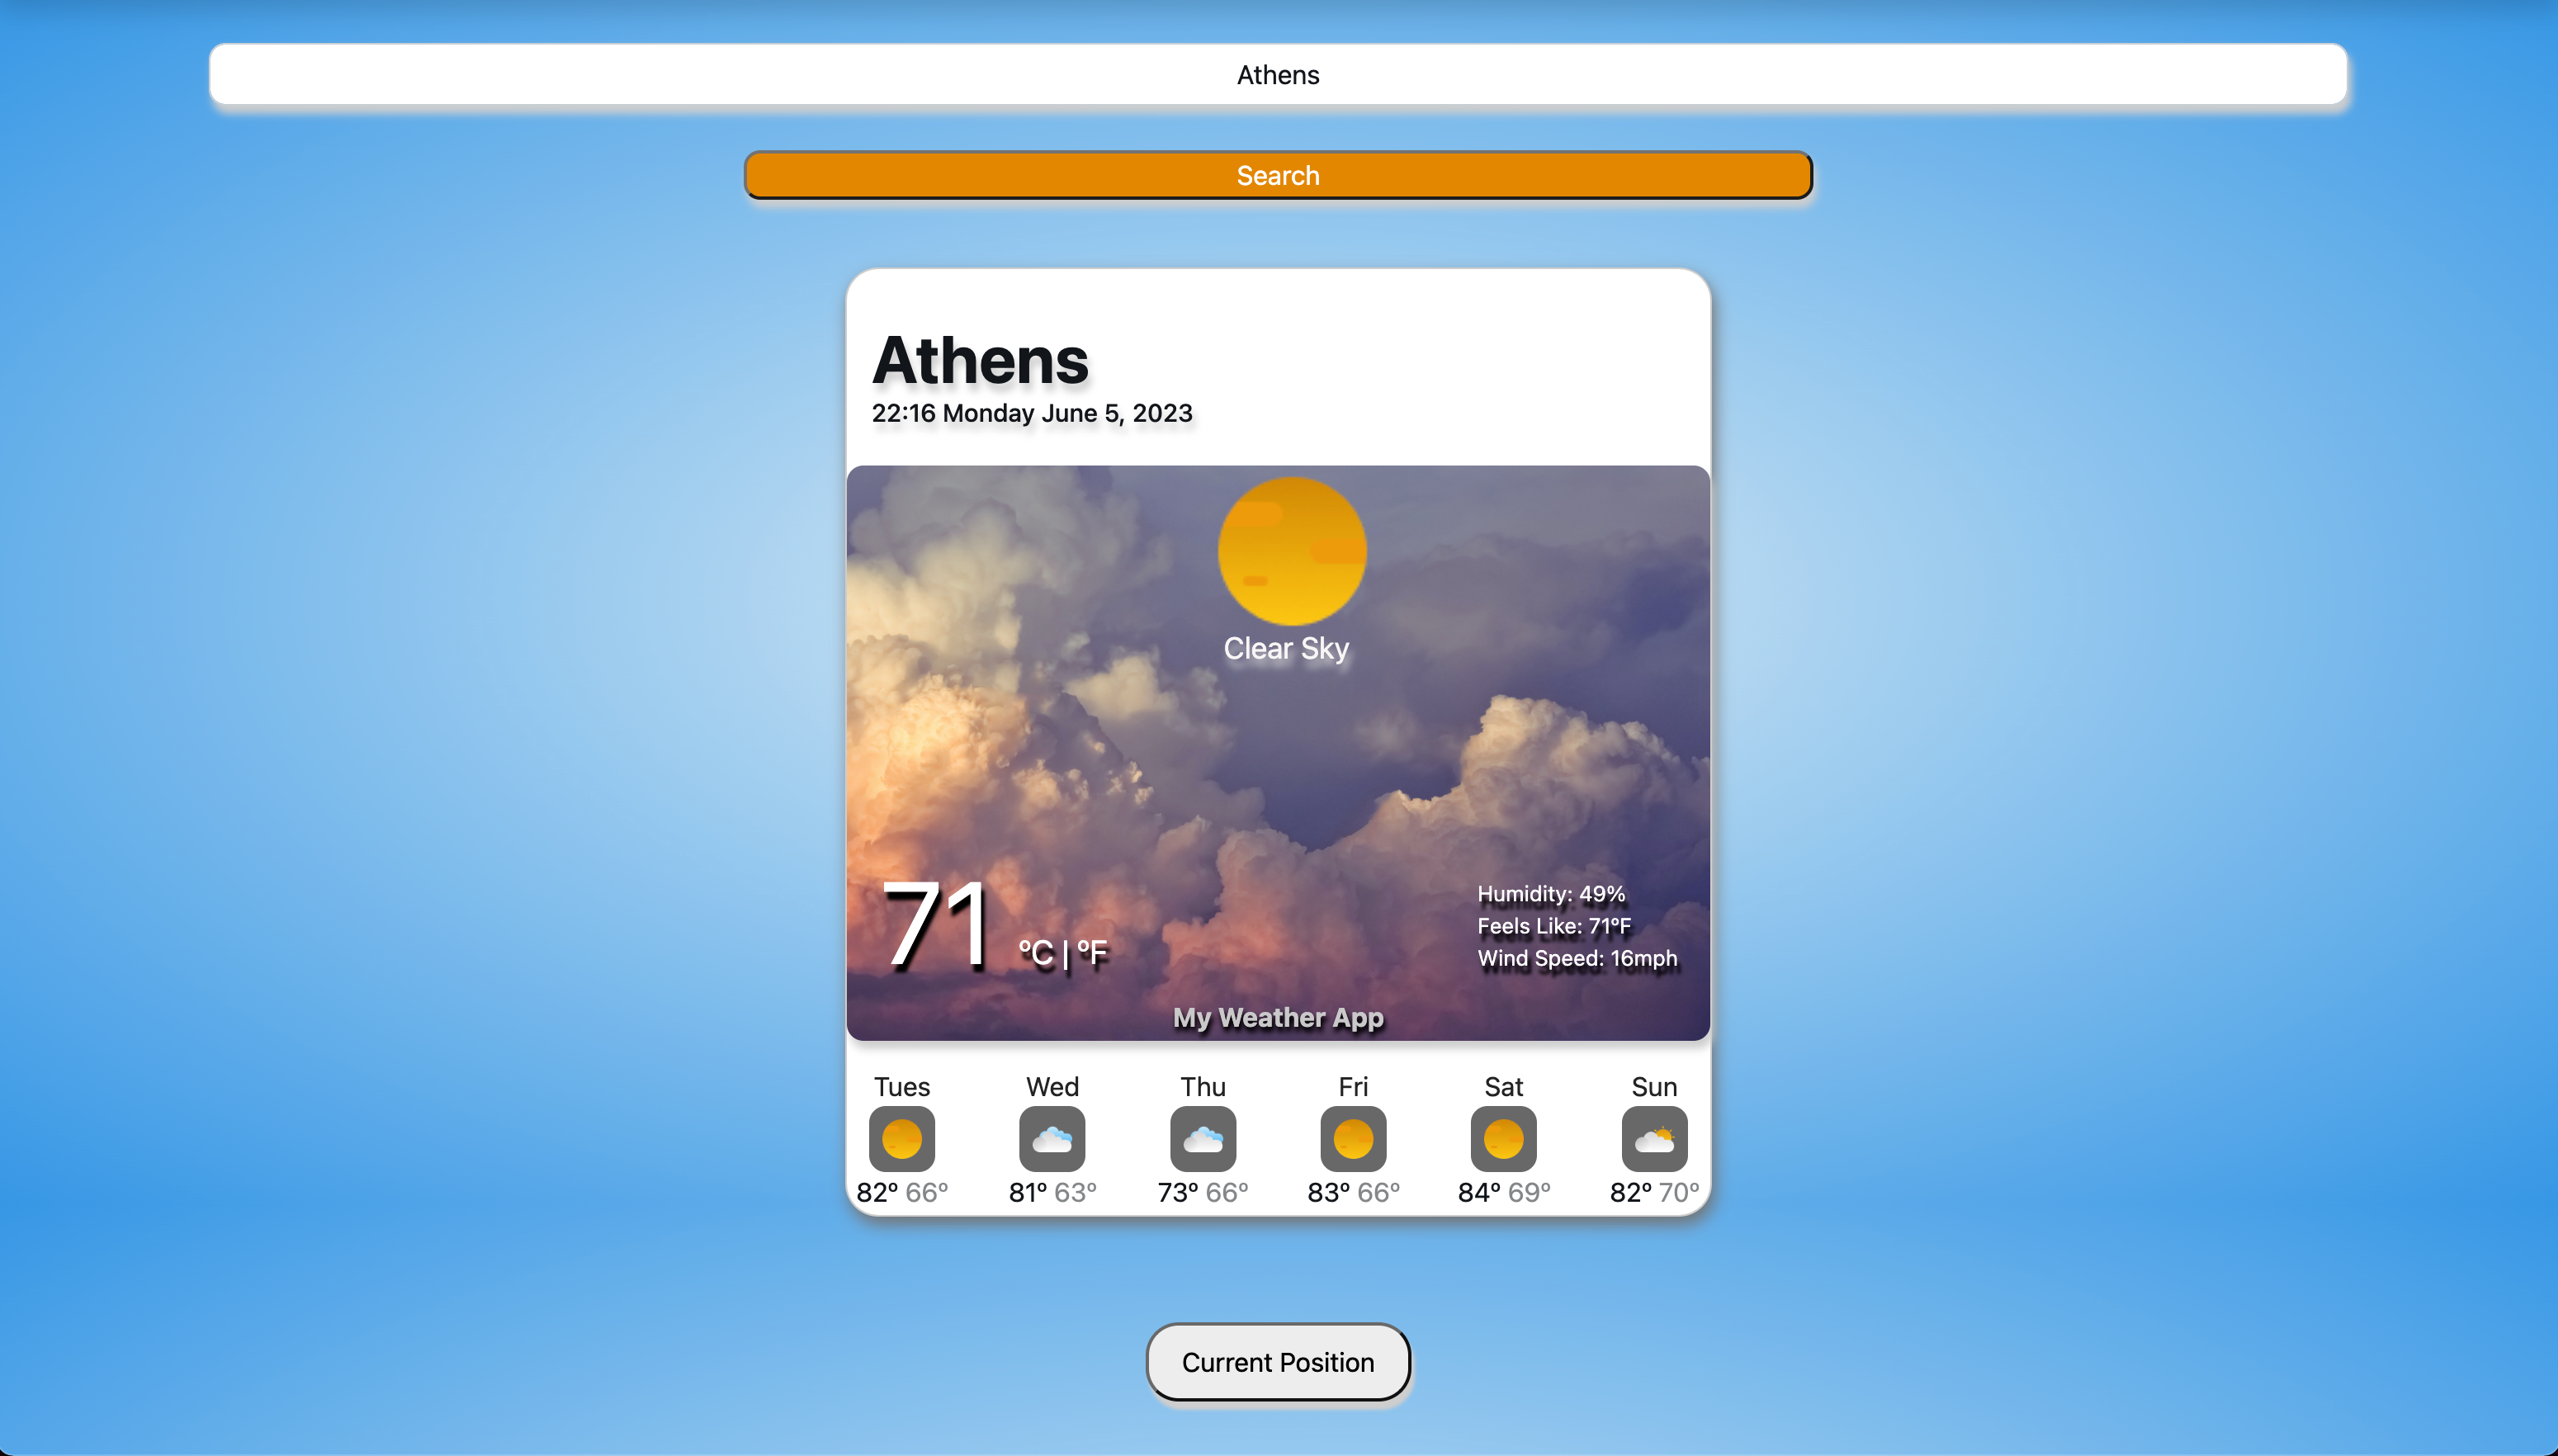 Athens
Search
Athens
22:16 Monday June 5, 2023
Clear Sky
71 ºC | ºF
Humidity: 49%
Feels Like: 71°F
Wind Speed: 16mph
My Weather App
Tues Wed Thu Fri Sat Sun
82º 66º 81º 63º 73º 66º 83º 66º 84º 69º 82º 70º
Current Position